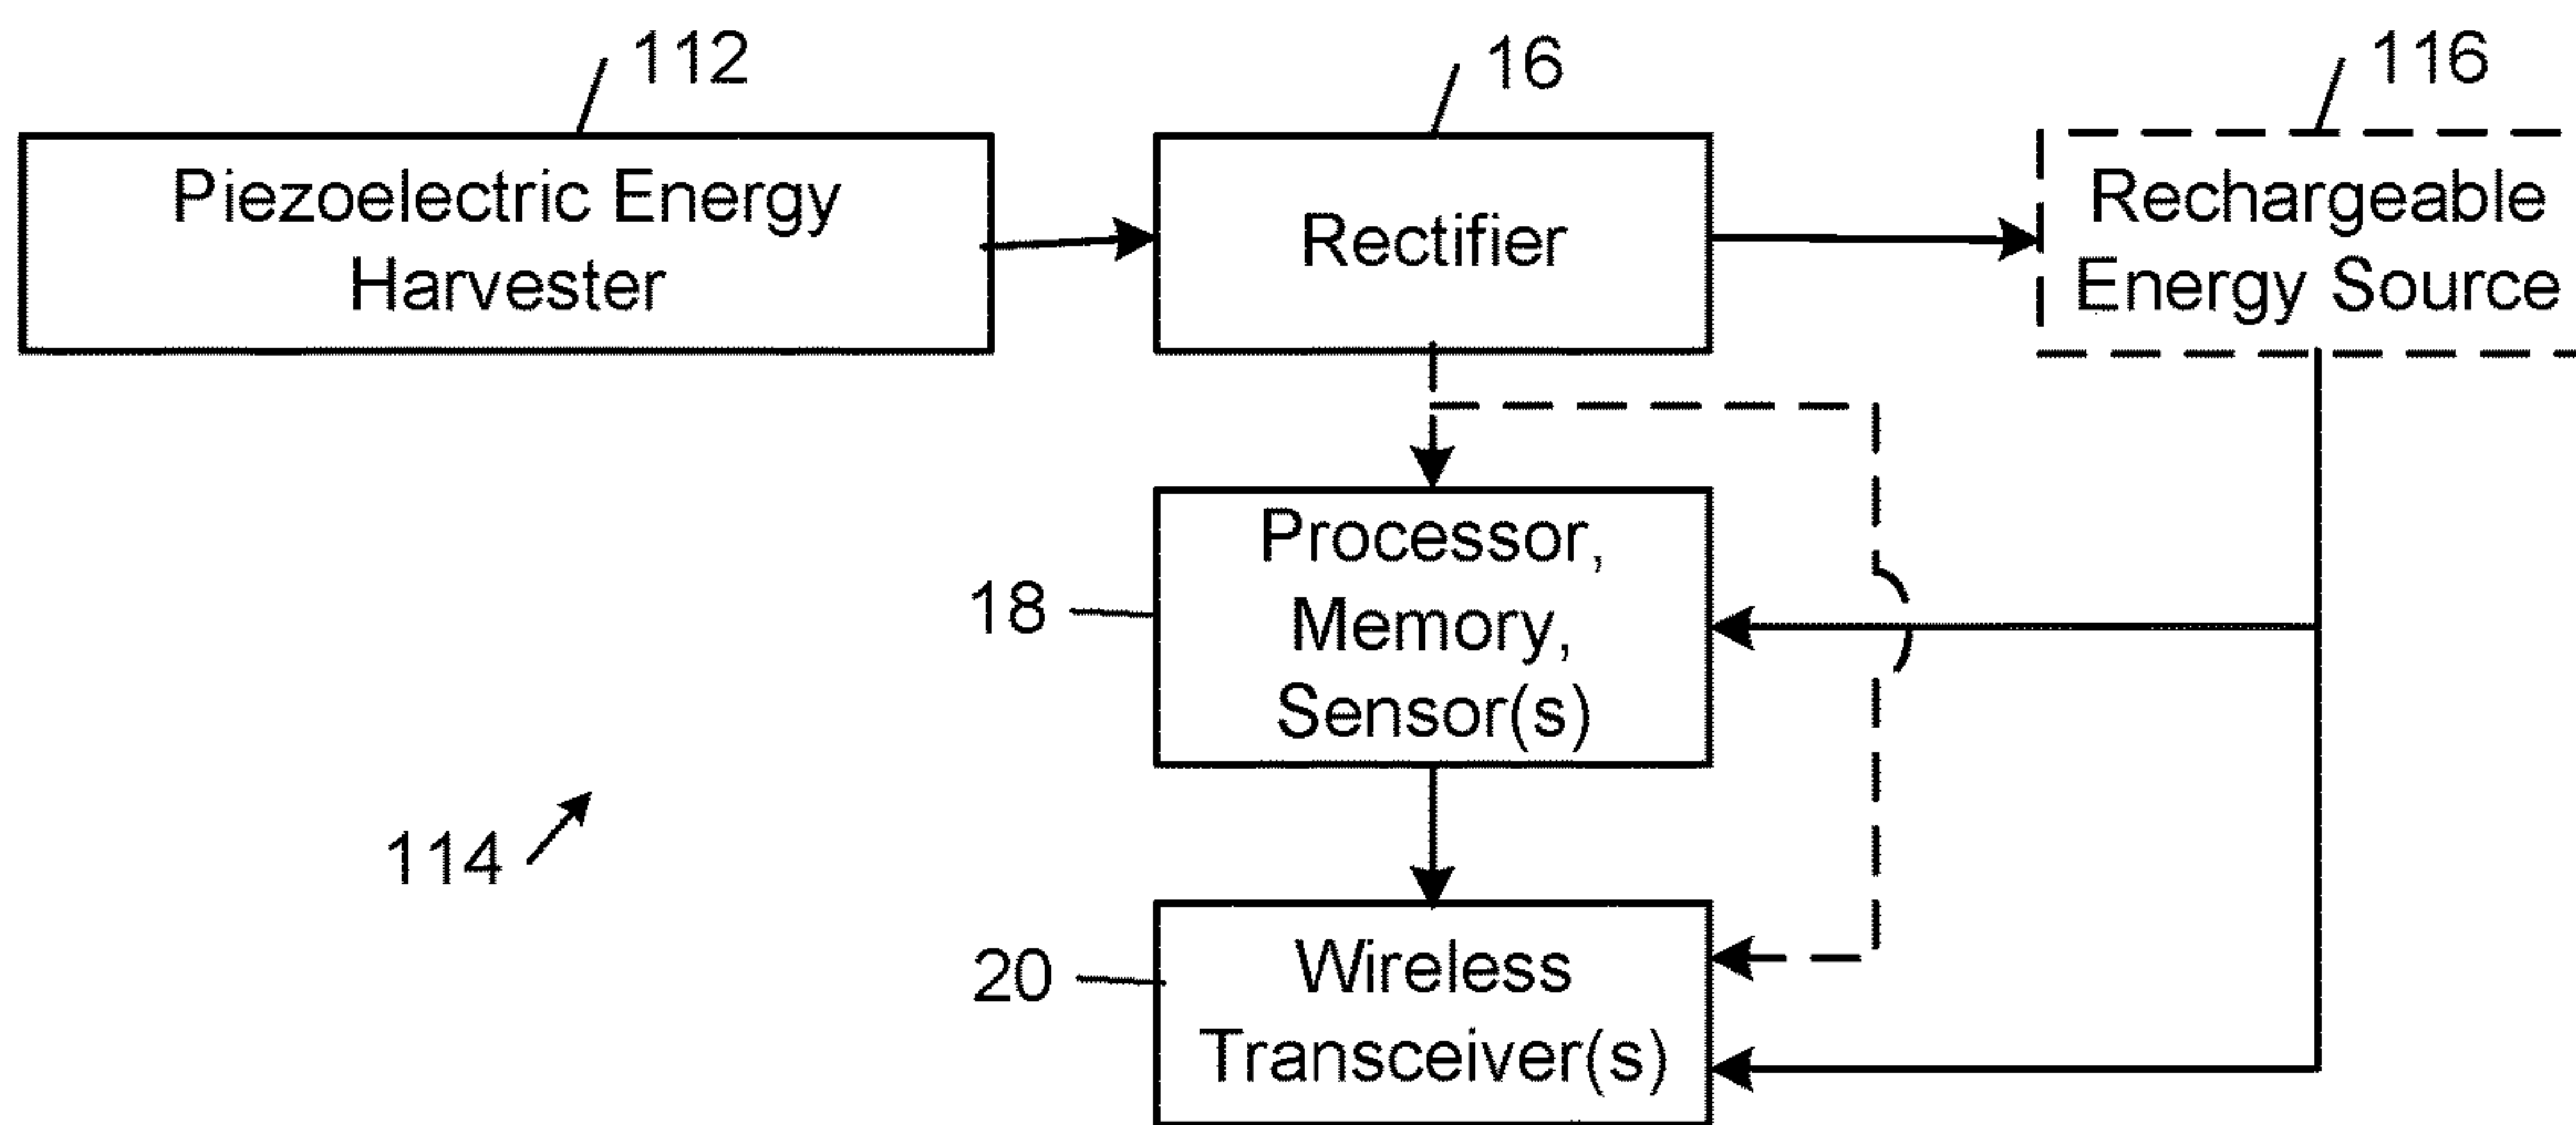 112
16
116
Piezoelectric Energy
Harvester
Rectifier
Rechargeable
Energy Source
18
Processor,
Memory,
Sensor(s)
114
20
Wireless
Transceiver(s)